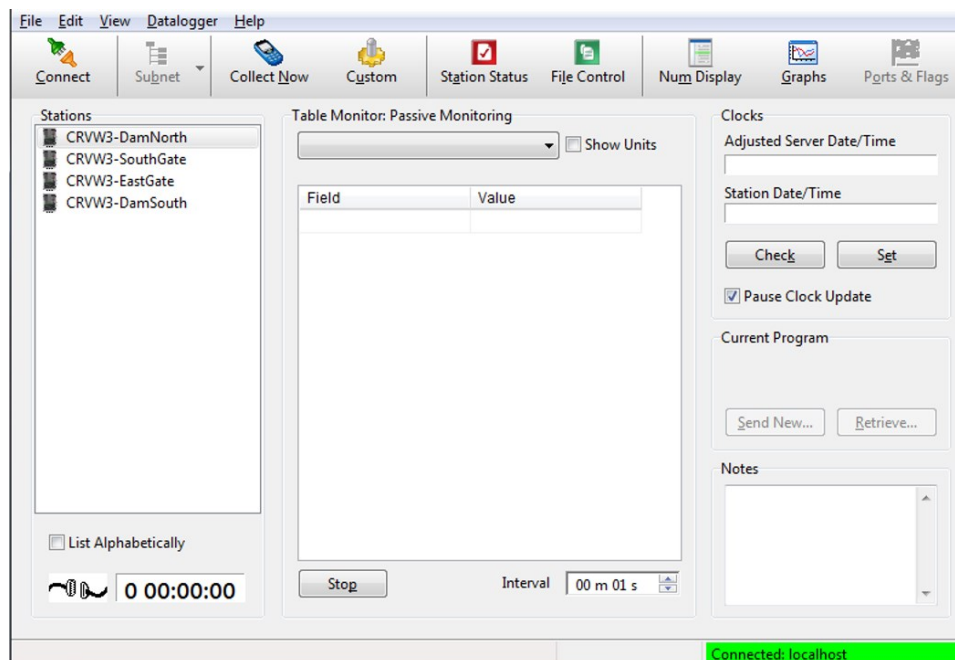 File Edit View Datalogger Help
Connect Subnet Collect Now Custom Station Status File Control Num Display Graphs Ports & Flags
Stations
CRVW3-DamNorth
CRVW3-SouthGate
CRVW3-EastGate
CRVW3-DamSouth
List Alphabetically
0 00:00:00
Table Monitor: Passive Monitoring
Show Units
Field Value
Stop Interval 00 m 01 s
Clocks
Adjusted Server Date/Time
Station Date/Time
Check Set
Pause Clock Update
Current Program
Send New... Retrieve...
Notes
Connected: localhost